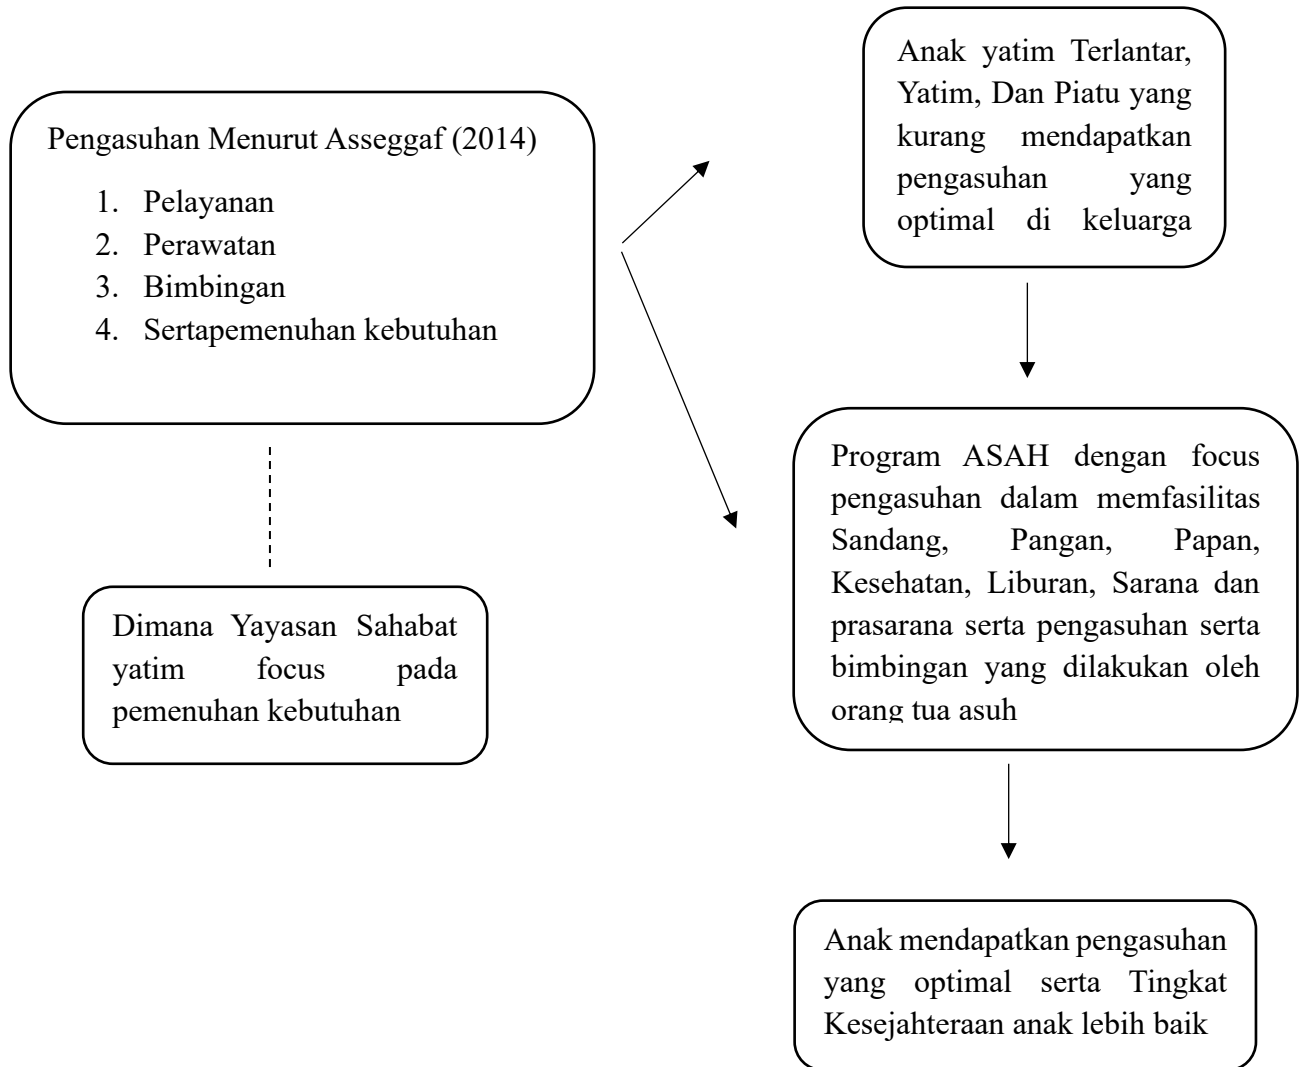 Pengasuhan Menurut Asseggaf (2014)
1. Pelayanan
2. Perawatan
3. Bimbingan
4. Sertapemenuhan kebutuhan
Dimana Yayasan Sahabat
yatim focus pada
pemenuhan kebutuhan
Anak yatim Terlantar,
Yatim, Dan Piatu yang
kurang mendapatkan
pengasuhan yang
optimal di keluarga
Program ASAH dengan focus
pengasuhan dalam memfasilitas
Sandang, Pangan, Papan,
Kesehatan, Liburan, Sarana dan
prasarana serta pengasuhan serta
bimbingan yang dilakukan oleh
orang tua asuh
Anak mendapatkan pengasuhan
yang optimal serta Tingkat
Kesejahteraan anak lebih baik